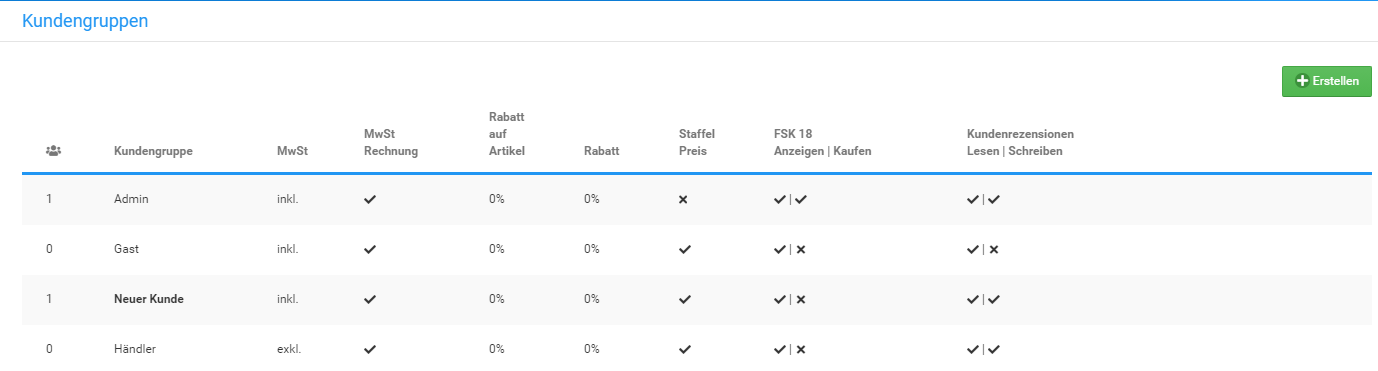 Kundengruppen
Erstellen
Kundengruppe MwSt MwSt Rechnung Rabatt auf Artikel Rabatt Staffel Preis FSK 18 Anzeigen | Kaufen Kundenrezensionen Lesen | Schreiben
1 Admin inkl. ✔ 0% 0% ✖ ✔ | ✔ ✔ | ✔
0 Gast inkl. ✔ 0% 0% ✔ ✔ | ✖ ✔ | ✖
1 Neuer Kunde inkl. ✔ 0% 0% ✔ ✔ | ✖ ✔ | ✔
0 Händler exkl. ✔ 0% 0% ✔ ✔ | ✖ ✔ | ✔